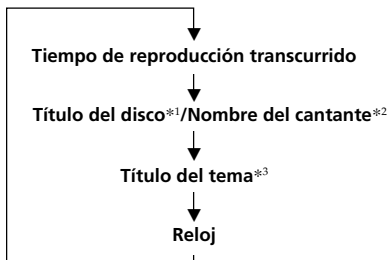 Tiempo de reproducción transcurrido
Título del disco*1/Nombre del cantante*2
Título del tema*3
Reloj